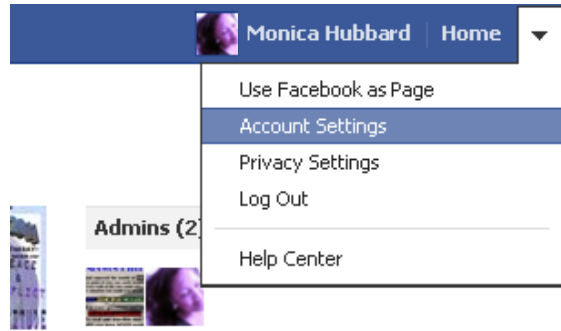 Monica Hubbard Home
Use Facebook as Page
Account Settings
Privacy Settings
Log Out
Admins (2)
Help Center